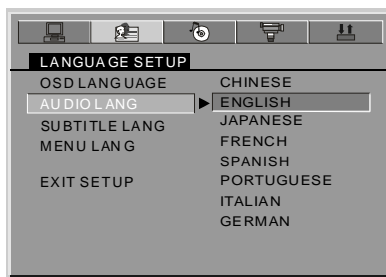 LANGUAGE SETUP
OSD LANGUAGE
AUDIO LANG
SUBTITLE LANG
MENU LANG
EXIT SETUP
CHINESE
ENGLISH
JAPANESE
FRENCH
SPANISH
PORTUGUESE
ITALIAN
GERMAN